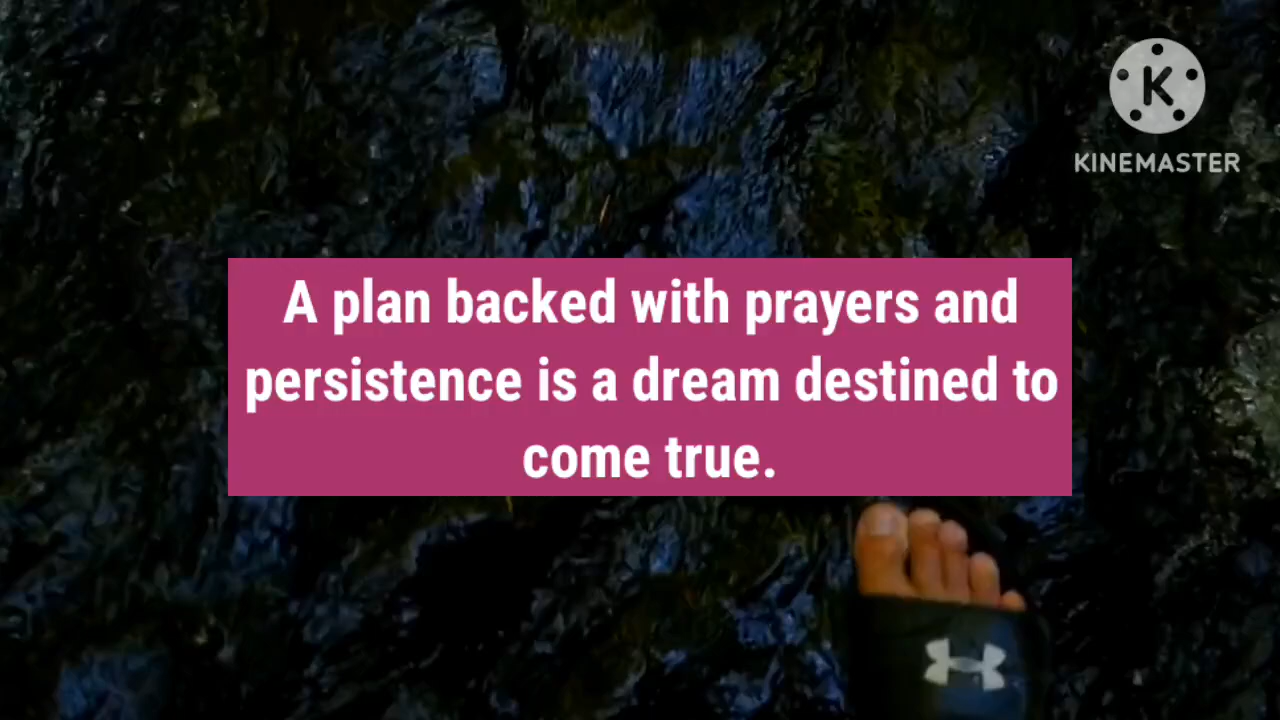 K
KINEMASTER
A plan backed with prayers and
persistence is a dream destined to
come true.